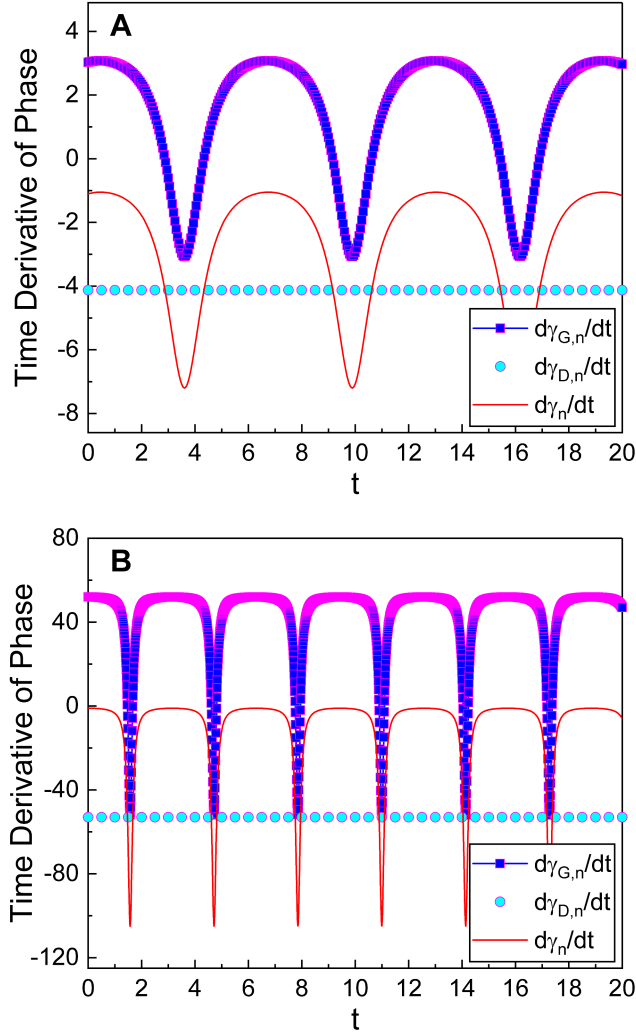 A
Time Derivative of Phase
4
2
0
-2
-4
-6
-8
dγG,n/dt
dγD,n/dt
dγn/dt
0 2 4 6 8 10 12 14 16 18 20
t
B
Time Derivative of Phase
80
40
0
-40
-80
-120
dγG,n/dt
dγD,n/dt
dγn/dt
0 2 4 6 8 10 12 14 16 18 20
t